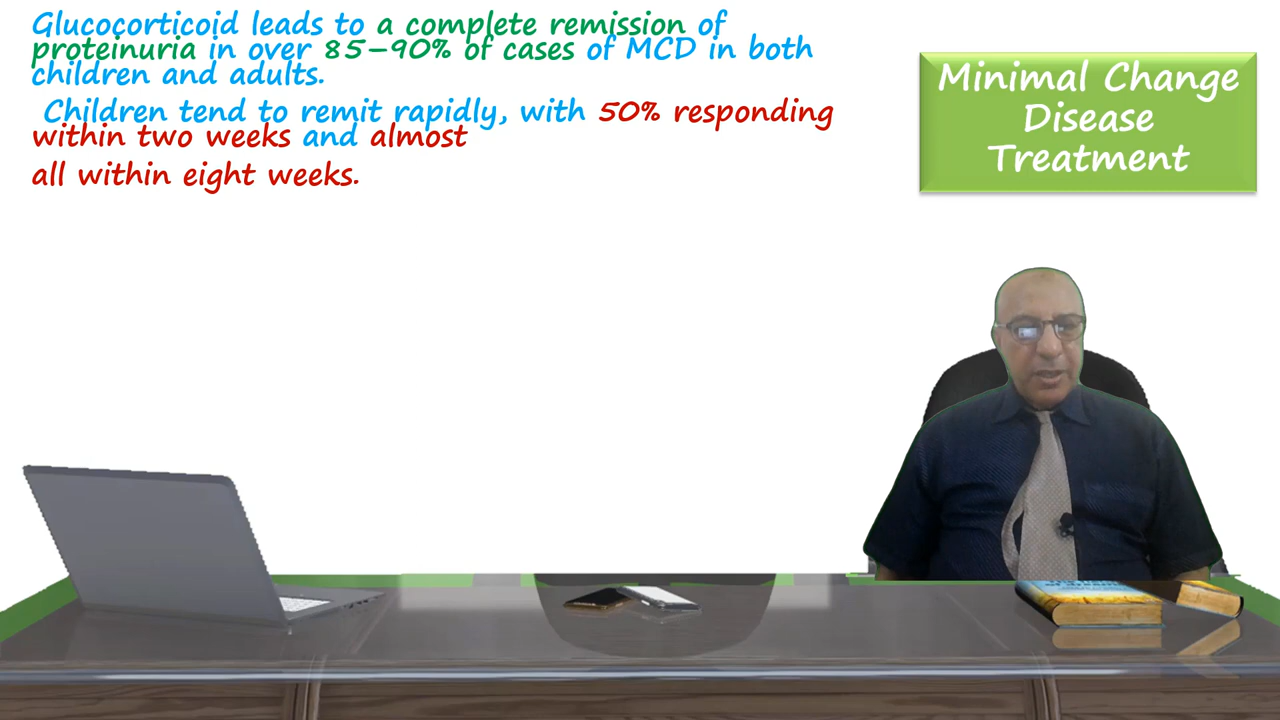 Glucocorticoid leads to a complete remission of
proteinuria in over 85–90% of cases of MCD in both
children and adults.
Children tend to remit rapidly, with 50% responding
within two weeks and almost
all within eight weeks.
Minimal Change
Disease
Treatment